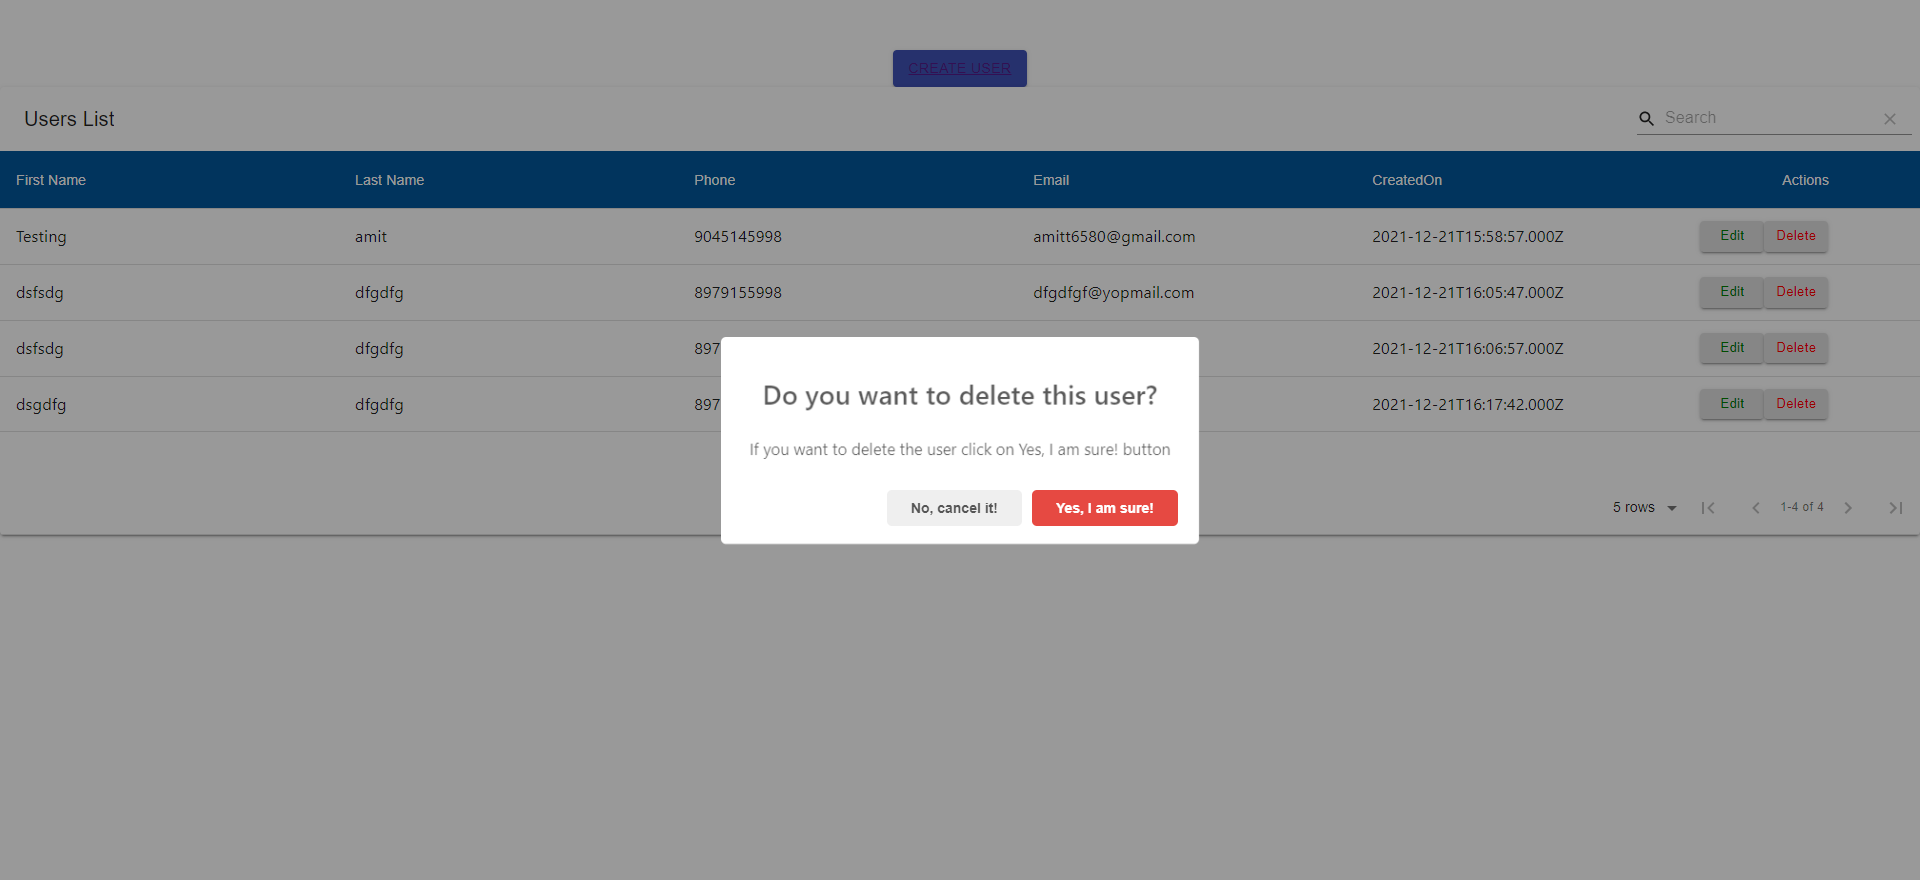 CREATE USER
Users List
Search
First Name Last Name Phone Email CreatedOn Actions
Testing amit 9045145998 amitt6580@gmail.com 2021-12-21T15:58:57.000Z Edit Delete
dsfsdg dfgdfg 8979155998 dfgdfgf@yopmail.com 2021-12-21T16:05:47.000Z Edit Delete
dsfsdg dfgdfg 897 2021-12-21T16:06:57.000Z Edit Delete
dsgdfg dfgdfg 897 2021-12-21T16:17:42.000Z Edit Delete
Do you want to delete this user?
If you want to delete the user click on Yes, I am sure! button
No, cancel it! Yes, I am sure!
5 rows 1-4 of 4